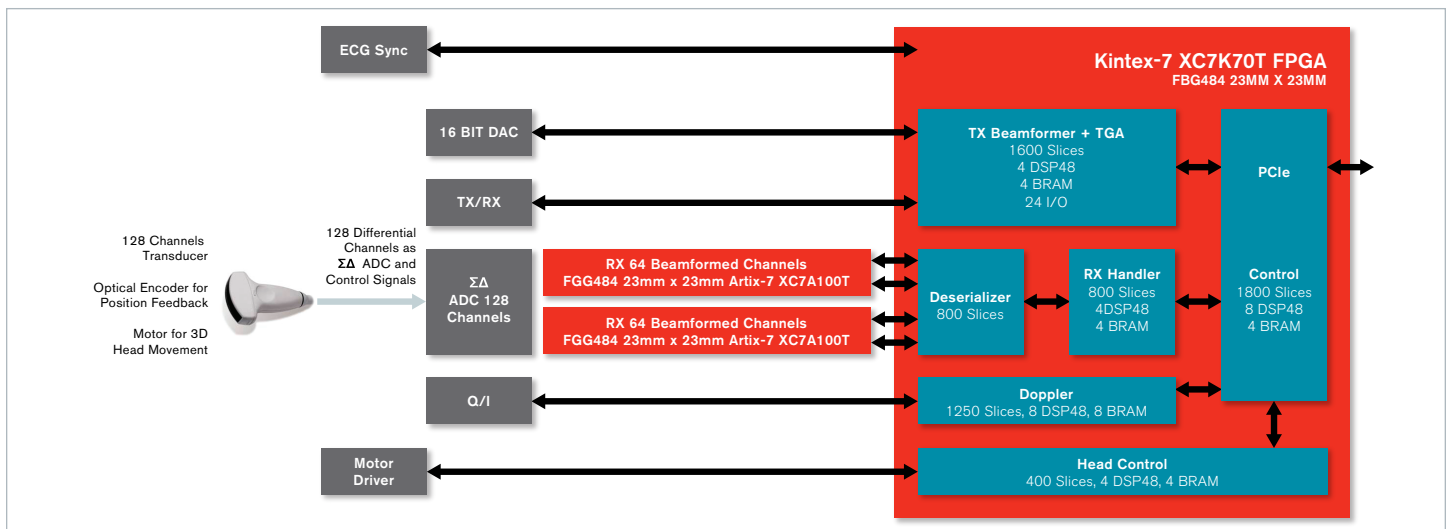 ECG Sync
Kintex-7 XC7K70T FPGA
FBG484 23MM X 23MM
16 BIT DAC
TX Beamformer + TGA
1600 Slices
4 DSP48
4 BRAM
24 I/O
PCIe
TX/RX
128 Channels
Transducer
Optical Encoder for
Position Feedback
Motor for 3D
Head Movement
128 Differential
Channels as
ΣΔ ADC and
Control Signals
ΣΔ
ADC 128
Channels
RX 64 Beamformed Channels
FGG484 23mm x 23mm Artix-7 XC7A100T
RX 64 Beamformed Channels
FGG484 23mm x 23mm Artix-7 XC7A100T
Deserializer
800 Slices
RX Handler
800 Slices
4DSP48
4 BRAM
Control
1800 Slices
8 DSP48
4 BRAM
Q/I
Doppler
1250 Slices, 8 DSP48, 8 BRAM
Motor
Driver
Head Control
400 Slices, 4 DSP48, 4 BRAM